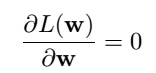 ∂L(𝐰)/∂𝐰 = 0